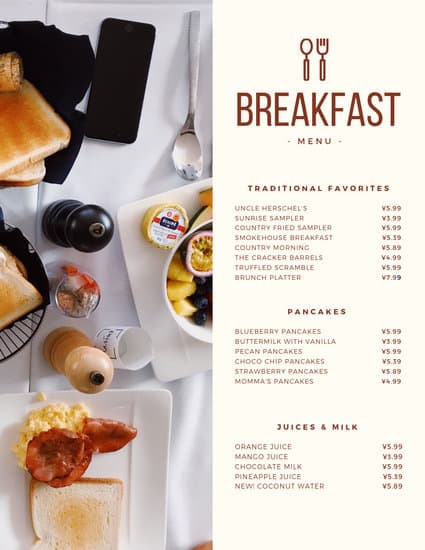 BREAKFAST
- MENU -
TRADITIONAL FAVORITES
UNCLE HERSCHEL'S ¥5.99
SUNRISE SAMPLER ¥3.99
COUNTRY FRIED SAMPLER ¥5.99
SMOKEHOUSE BREAKFAST ¥5.39
COUNTRY MORNING ¥5.89
THE CRACKER BARRELS ¥4.99
TRUFFLED SCRAMBLE ¥5.99
BRUNCH PLATTER ¥7.99
PANCAKES
BLUEBERRY PANCAKES ¥5.99
BUTTERMILK WITH VANILLA ¥3.99
PECAN PANCAKES ¥5.99
CHOCO CHIP PANCAKES ¥5.39
STRAWBERRY PANCAKES ¥5.89
MOMMA'S PANCAKES ¥4.99
JUICES & MILK
ORANGE JUICE ¥5.99
MANGO JUICE ¥3.99
CHOCOLATE MILK ¥5.99
PINEAPPLE JUICE ¥5.39
NEW! COCONUT WATER ¥5.89